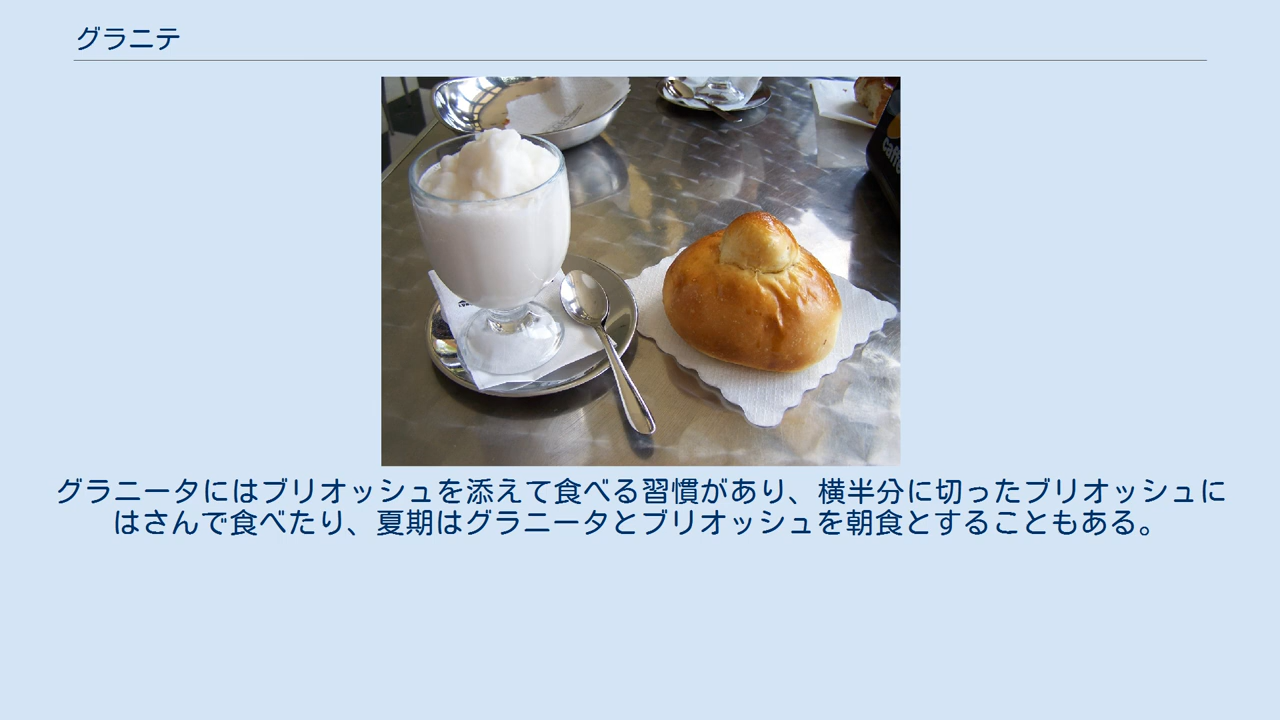 グラニテ
グラニータにはブリオッシュを添えて食べる習慣があり、横半分に切ったブリオッシュに
はさんで食べたり、夏期はグラニータとブリオッシュを朝食とすることもある。